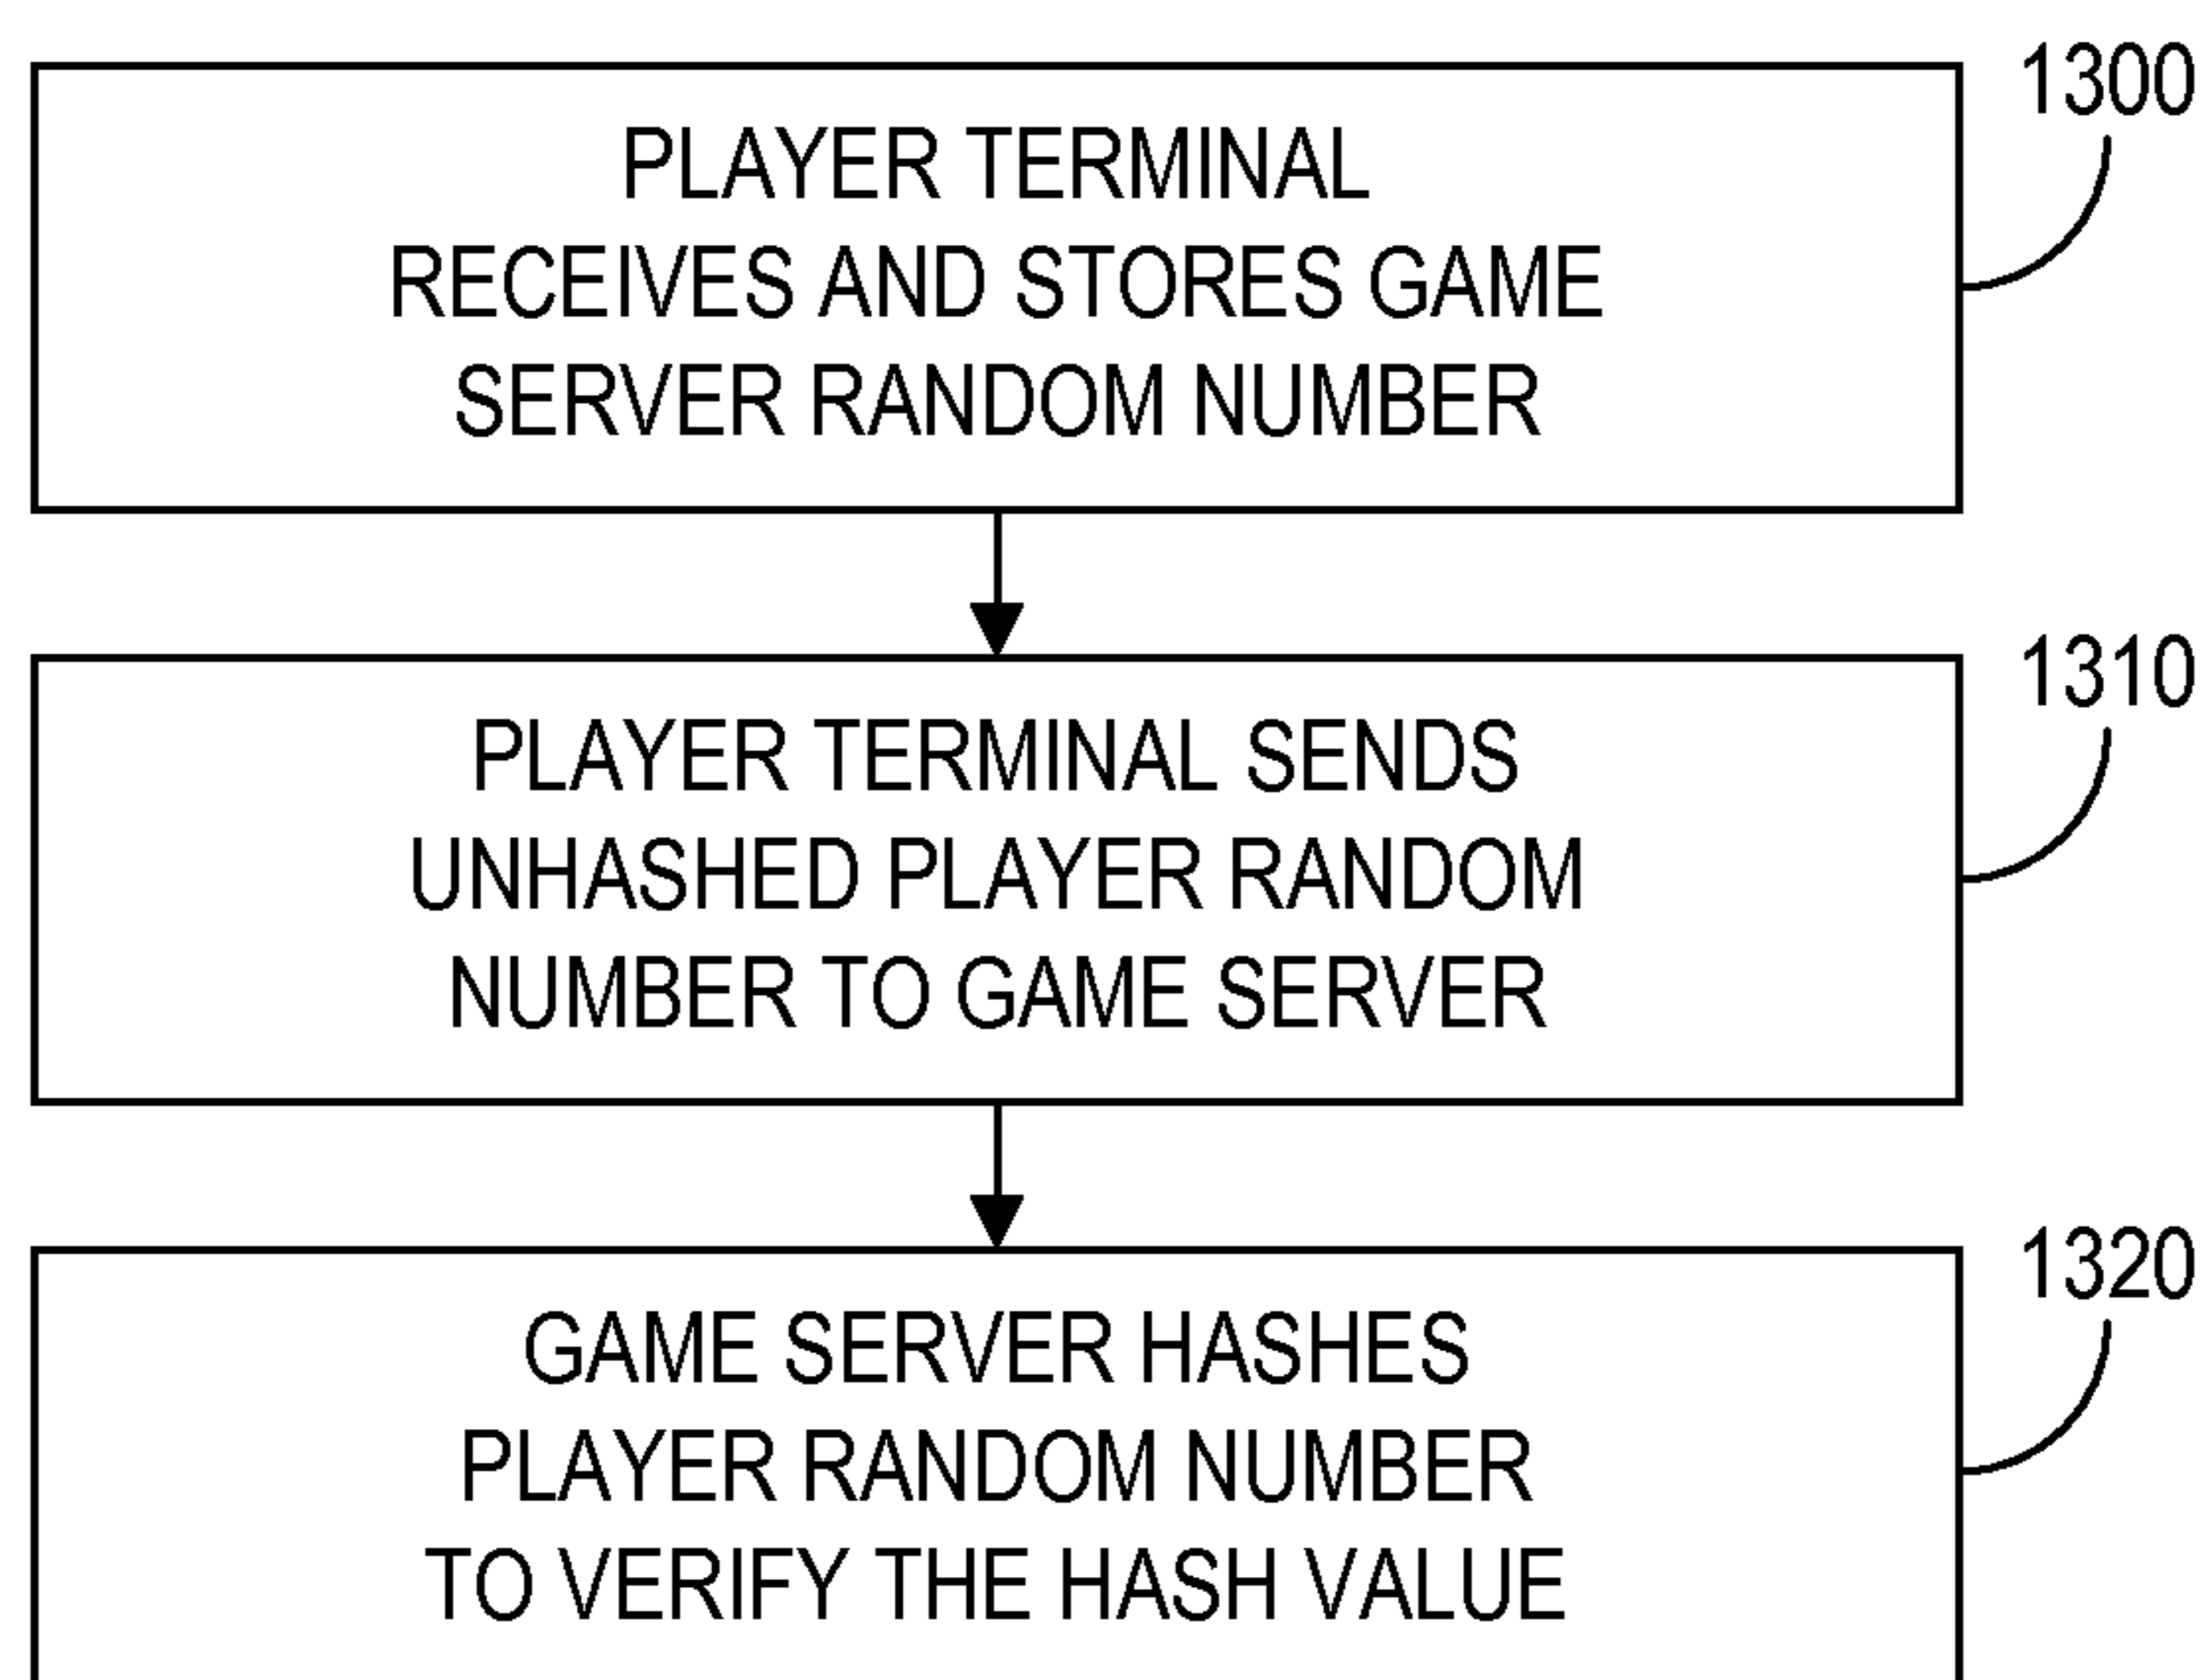 1300
PLAYER TERMINAL
RECEIVES AND STORES GAME
SERVER RANDOM NUMBER
1310
PLAYER TERMINAL SENDS
UNHASHED PLAYER RANDOM
NUMBER TO GAME SERVER
1320
GAME SERVER HASHES
PLAYER RANDOM NUMBER
TO VERIFY THE HASH VALUE